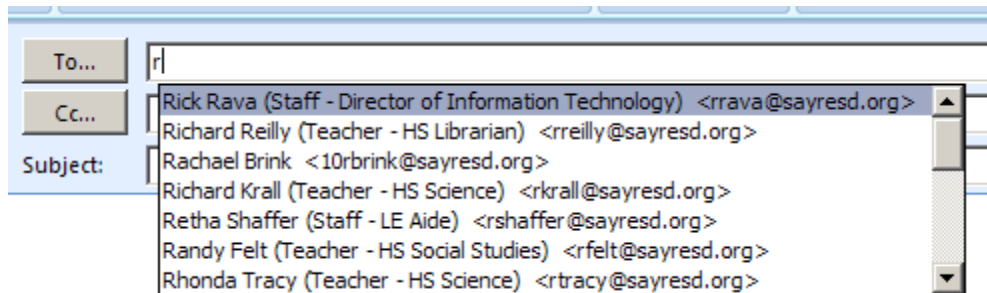 To...
r
Cc...
Subject:
Rick Rava (Staff - Director of Information Technology) <rrava@sayresd.org>
Richard Reilly (Teacher - HS Librarian) <rreilly@sayresd.org>
Rachael Brink <10rbrink@sayresd.org>
Richard Krall (Teacher - HS Science) <rkrall@sayresd.org>
Retha Shaffer (Staff - LE Aide) <rshaffer@sayresd.org>
Randy Felt (Teacher - HS Social Studies) <rfelt@sayresd.org>
Rhonda Tracy (Teacher - HS Science) <rtracy@sayresd.org>